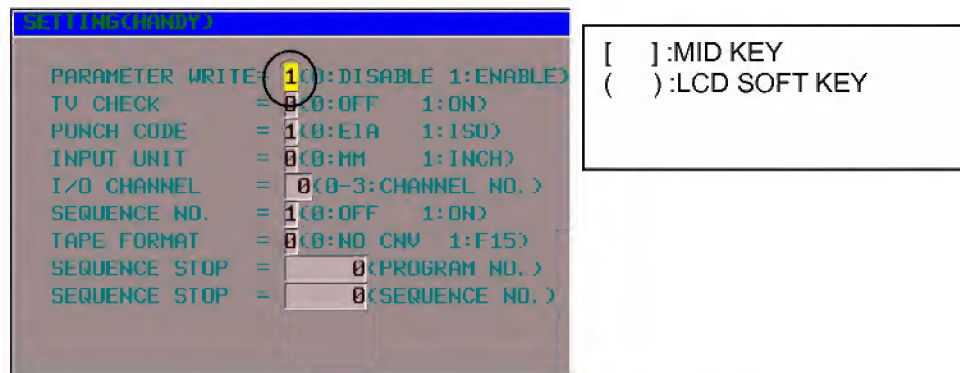 SETTING(HANDY)
PARAMETER WRITE= 1(0:DISABLE 1:ENABLE)
TV CHECK = 0(0:OFF 1:ON)
PUNCH CODE = 1(0:EIA 1:ISO)
INPUT UNIT = 0(0:MM 1:INCH)
I/O CHANNEL = 0(0-3:CHANNEL NO.)
SEQUENCE NO. = 1(0:OFF 1:ON)
TAPE FORMAT = 0(0:NO CNV 1:F15)
SEQUENCE STOP = 0(PROGRAM NO.)
SEQUENCE STOP = 0(SEQUENCE NO.)
[ ] :MID KEY
( ) :LCD SOFT KEY